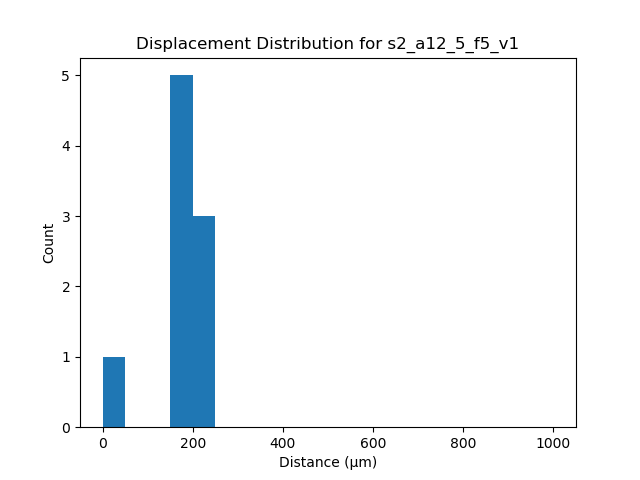 Displacement Distribution for s2_a12_5_f5_v1
5
4
3
2
1
0
Count
0 200 400 600 800 1000
Distance (μm)